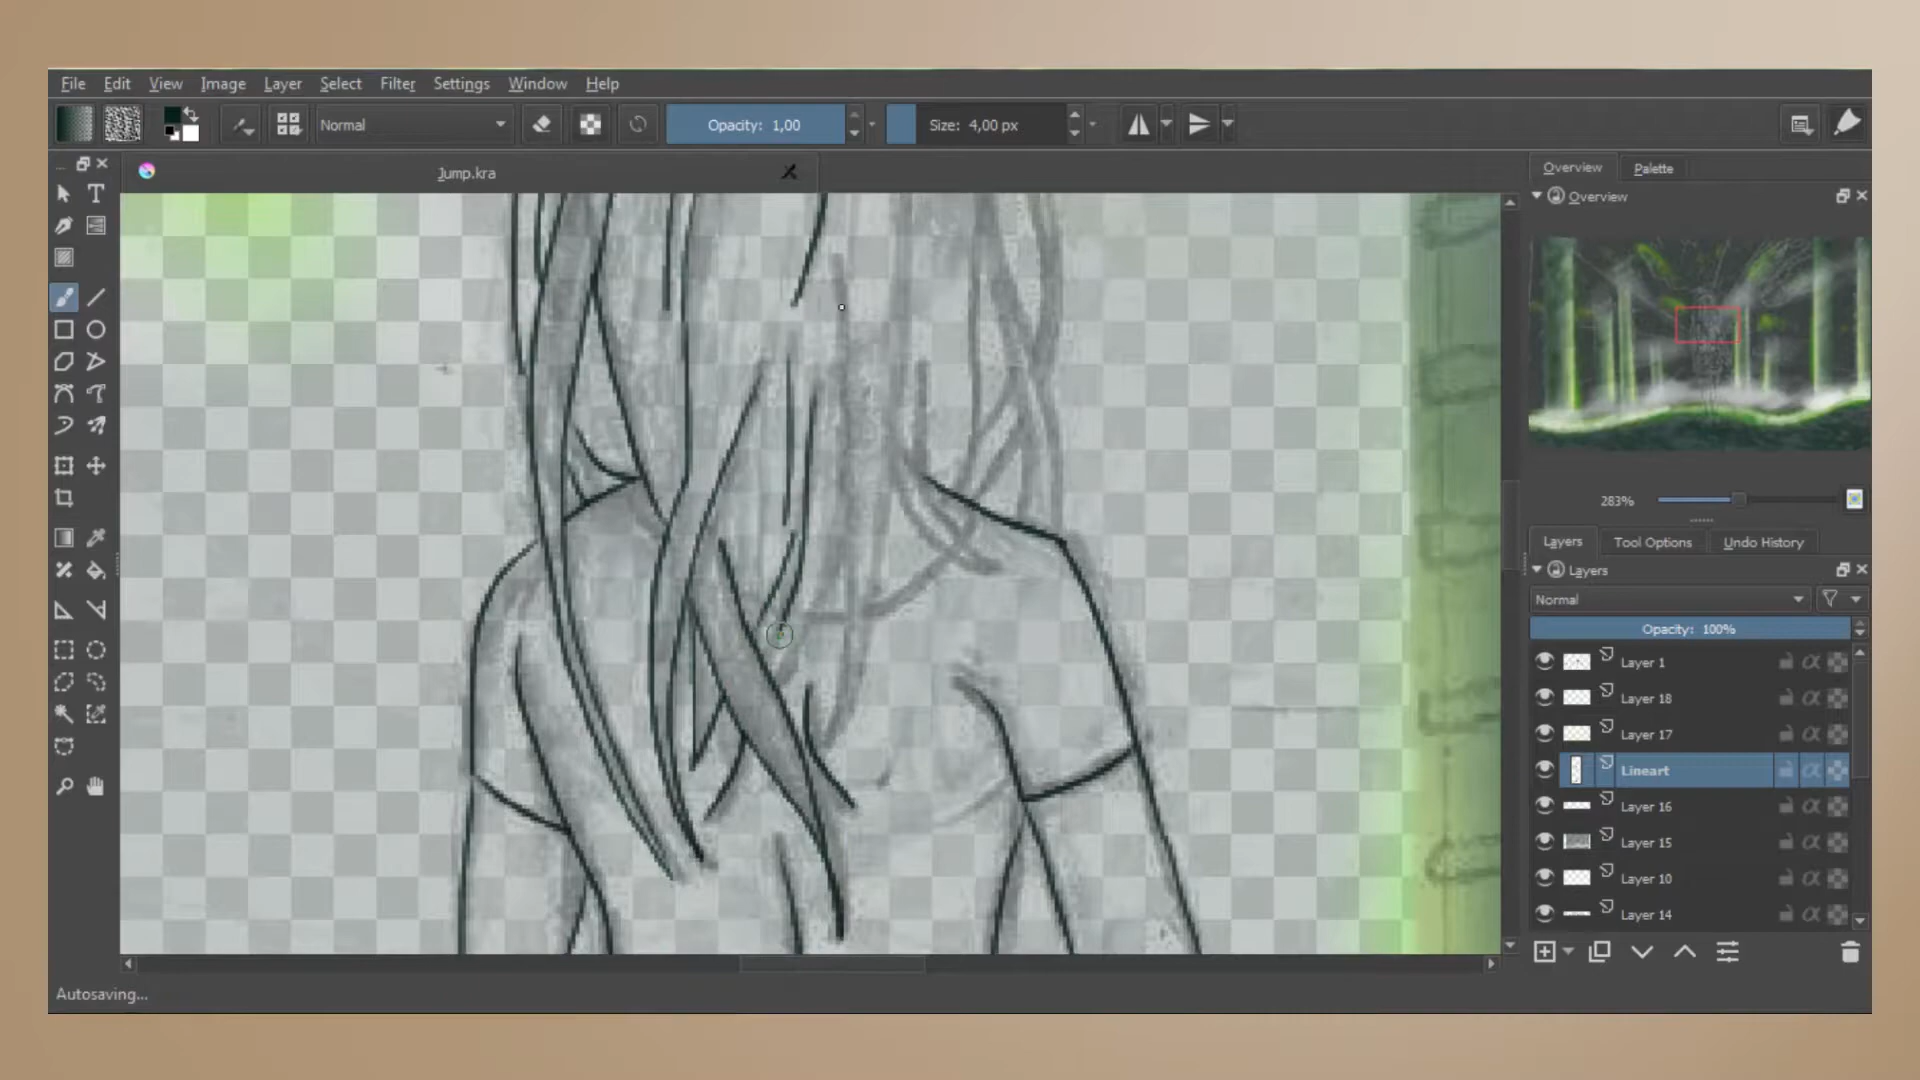 File Edit View Image Layer Select Filter Settings Window Help
Normal Opacity: 1,00 Size: 4,00 px
Jump.kra
Overview Palette
Overview
283%
Layers Tool Options Undo History
Layers
Normal
Opacity: 100%
Layer 1
Layer 18
Layer 17
Lineart
Layer 16
Layer 15
Layer 10
Layer 14
Autosaving...